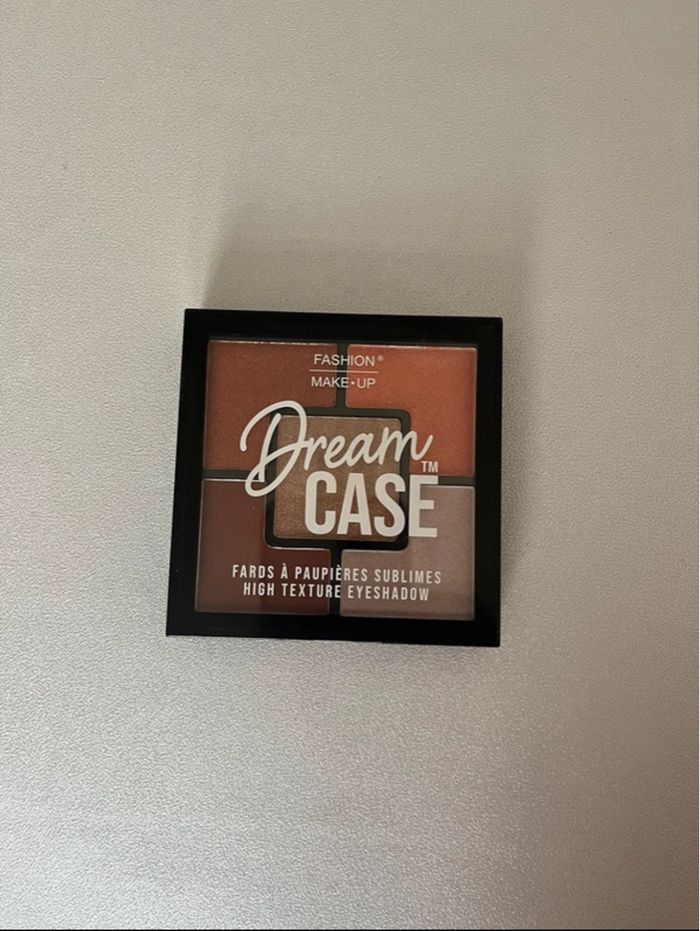 FASHION®
MAKE•UP
Dream
CASE™
FARDS À PAUPIÈRES SUBLIMES
HIGH TEXTURE EYESHADOW